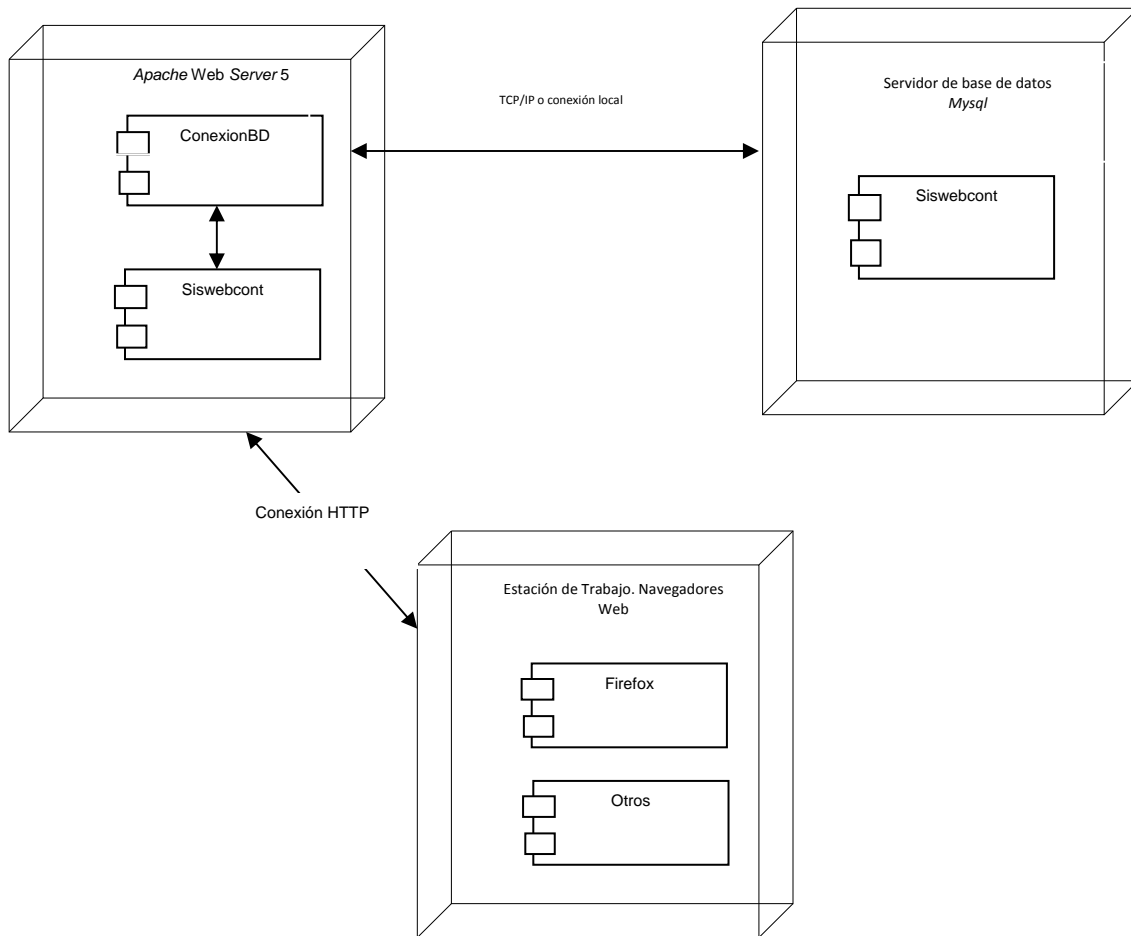 Apache Web Server 5
ConexionBD
Siswebcont
TCP/IP o conexión local
Servidor de base de datos
Mysql
Siswebcont
Conexión HTTP
Estación de Trabajo. Navegadores
Web
Firefox
Otros